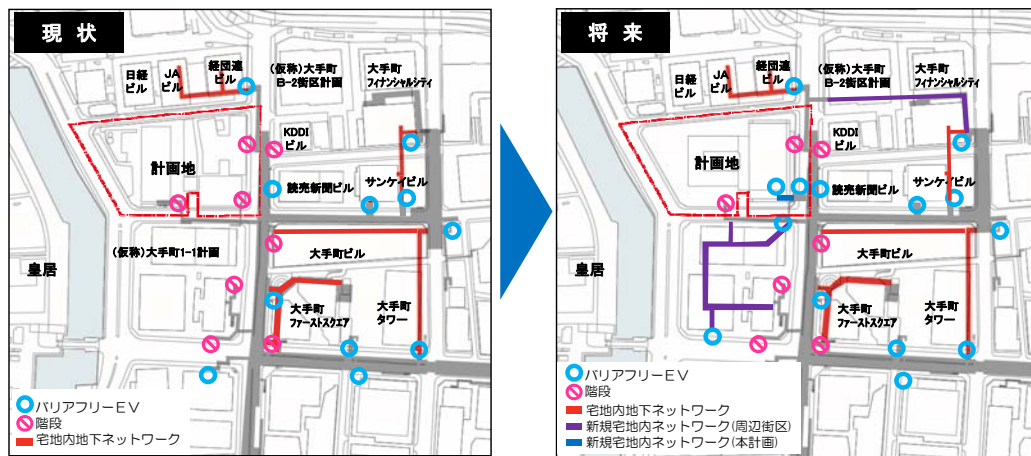 現状
日経
ビル
JA
ビル
経団連
ビル
(仮称)大手町
B-2街区計画
大手町
フィナンシャルシティ
KDDI
ビル
計画地
読売新聞ビル
サンケイビル
(仮称)大手町1-1計画
大手町ビル
皇居
大手町
ファーストスクエア
大手町
タワー
バリアフリーEV
階段
宅地内地下ネットワーク
将来
日経
ビル
JA
ビル
経団連
ビル
(仮称)大手町
B-2街区計画
大手町
フィナンシャルシティ
KDDI
ビル
計画地
読売新聞ビル
サンケイビル
大手町ビル
皇居
大手町
ファーストスクエア
大手町
タワー
バリアフリーEV
階段
宅地内地下ネットワーク
新規宅地内ネットワーク(周辺街区)
新規宅地内ネットワーク(本計画)